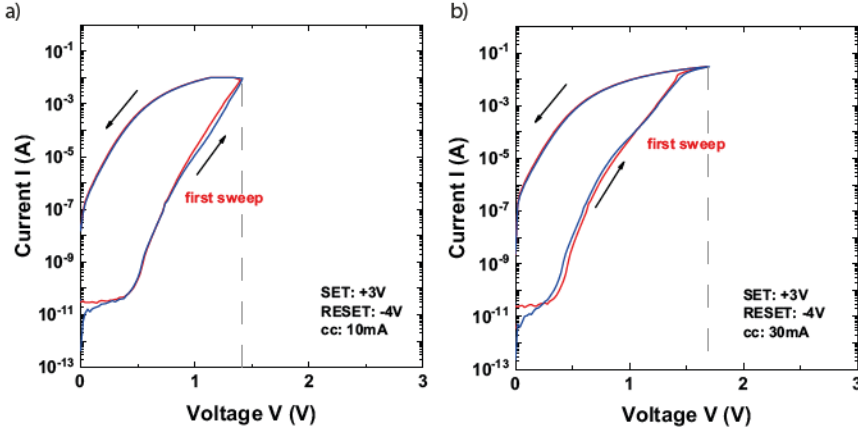 a)
Current I (A)
10⁻¹
10⁻³
10⁻⁵
10⁻⁷
10⁻⁹
10⁻¹¹
10⁻¹³
first sweep
SET: +3V
RESET: -4V
cc: 10mA
0
1
2
3
Voltage V (V)
b)
Current I (A)
10⁻¹
10⁻³
10⁻⁵
10⁻⁷
10⁻⁹
10⁻¹¹
10⁻¹³
first sweep
SET: +3V
RESET: -4V
cc: 30mA
0
1
2
3
Voltage V (V)